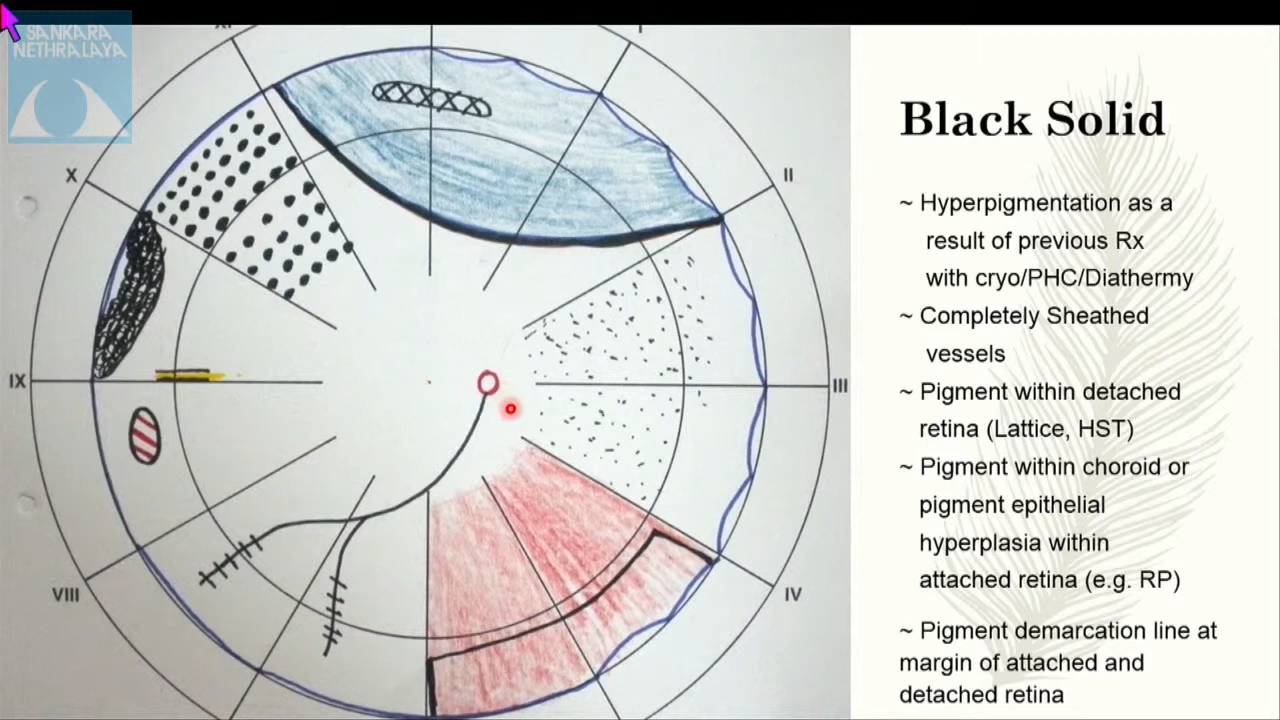 SANKARA
NETHRALAYA
XI
I
X
II
IX
III
VIII
IV
Black Solid
~ Hyperpigmentation as a
result of previous Rx
with cryo/PHC/Diathermy
~ Completely Sheathed
vessels
~ Pigment within detached
retina (Lattice, HST)
~ Pigment within choroid or
pigment epithelial
hyperplasia within
attached retina (e.g. RP)
~ Pigment demarcation line at
margin of attached and
detached retina